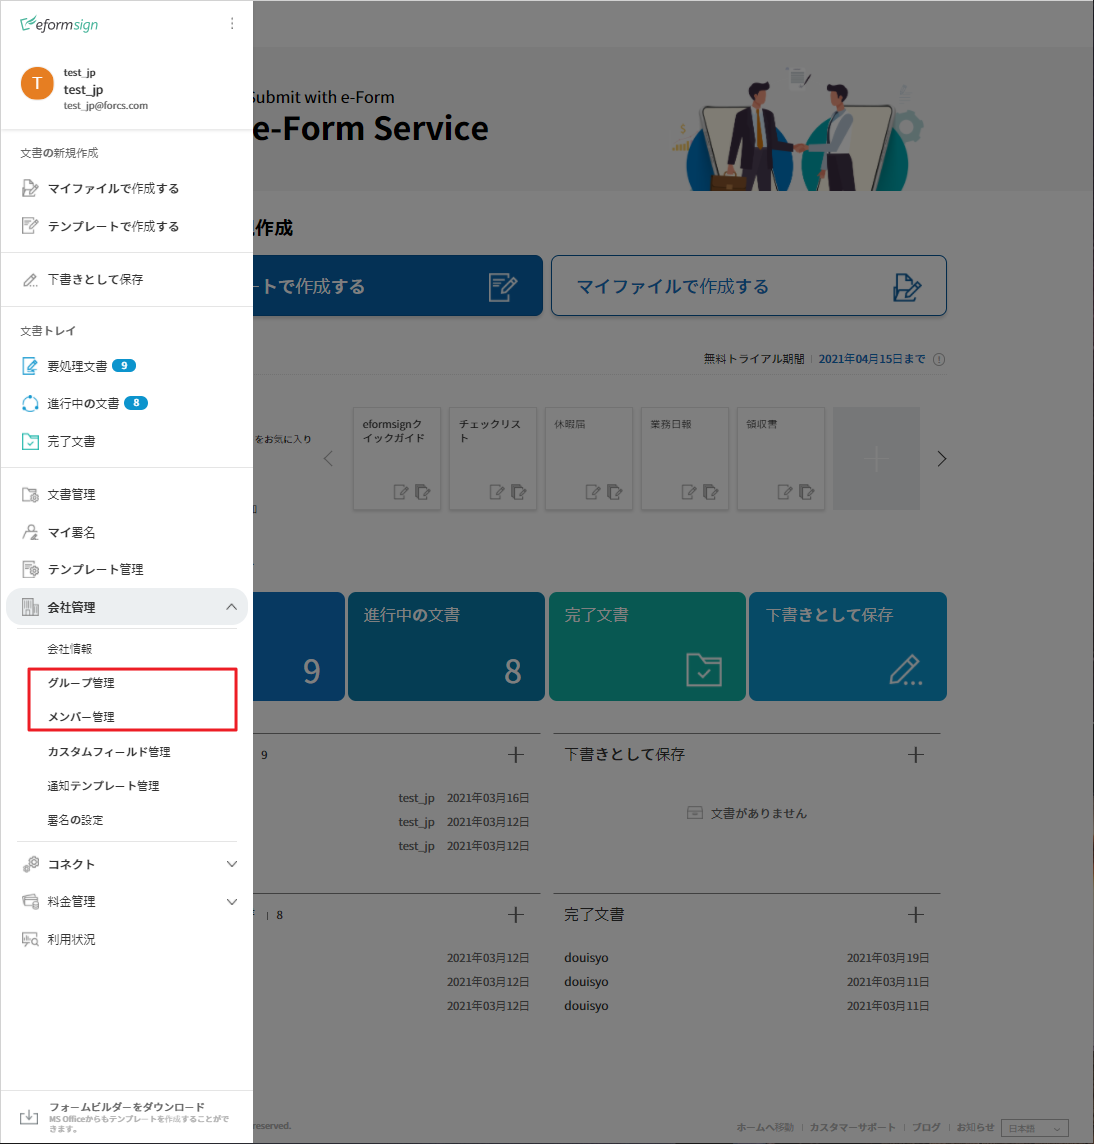 eformsign
T
test_jp
test_jp
test_jp@forcs.com
文書の新規作成
マイファイルで作成する
テンプレートで作成する
下書きとして保存
文書トレイ
要処理文書 9
進行中の文書 8
完了文書
文書管理
マイ署名
テンプレート管理
会社管理
会社情報
グループ管理
メンバー管理
カスタムフィールド管理
通知テンプレート管理
署名の設定
コネクト
料金管理
利用状況
フォームビルダーをダウンロード
MS Officeからもテンプレートを作成することがで
きます。
Submit with e-Form
e-Form Service
作成
ートで作成する
マイファイルで作成する
無料トライアル期間 | 2021年04月15日まで
をお気に入り
eformsignク
イックガイド
チェックリス
ト
休暇届
業務日報
領収書
9
進行中の文書
8
完了文書
下書きとして保存
9
test_jp 2021年03月16日
test_jp 2021年03月12日
test_jp 2021年03月12日
下書きとして保存
文書がありません
| 8
2021年03月12日
2021年03月12日
2021年03月12日
完了文書
douisyo 2021年03月19日
douisyo 2021年03月11日
douisyo 2021年03月11日
reserved.
ホームへ移動 | カスタマーサポート | ブログ | お知らせ
日本語